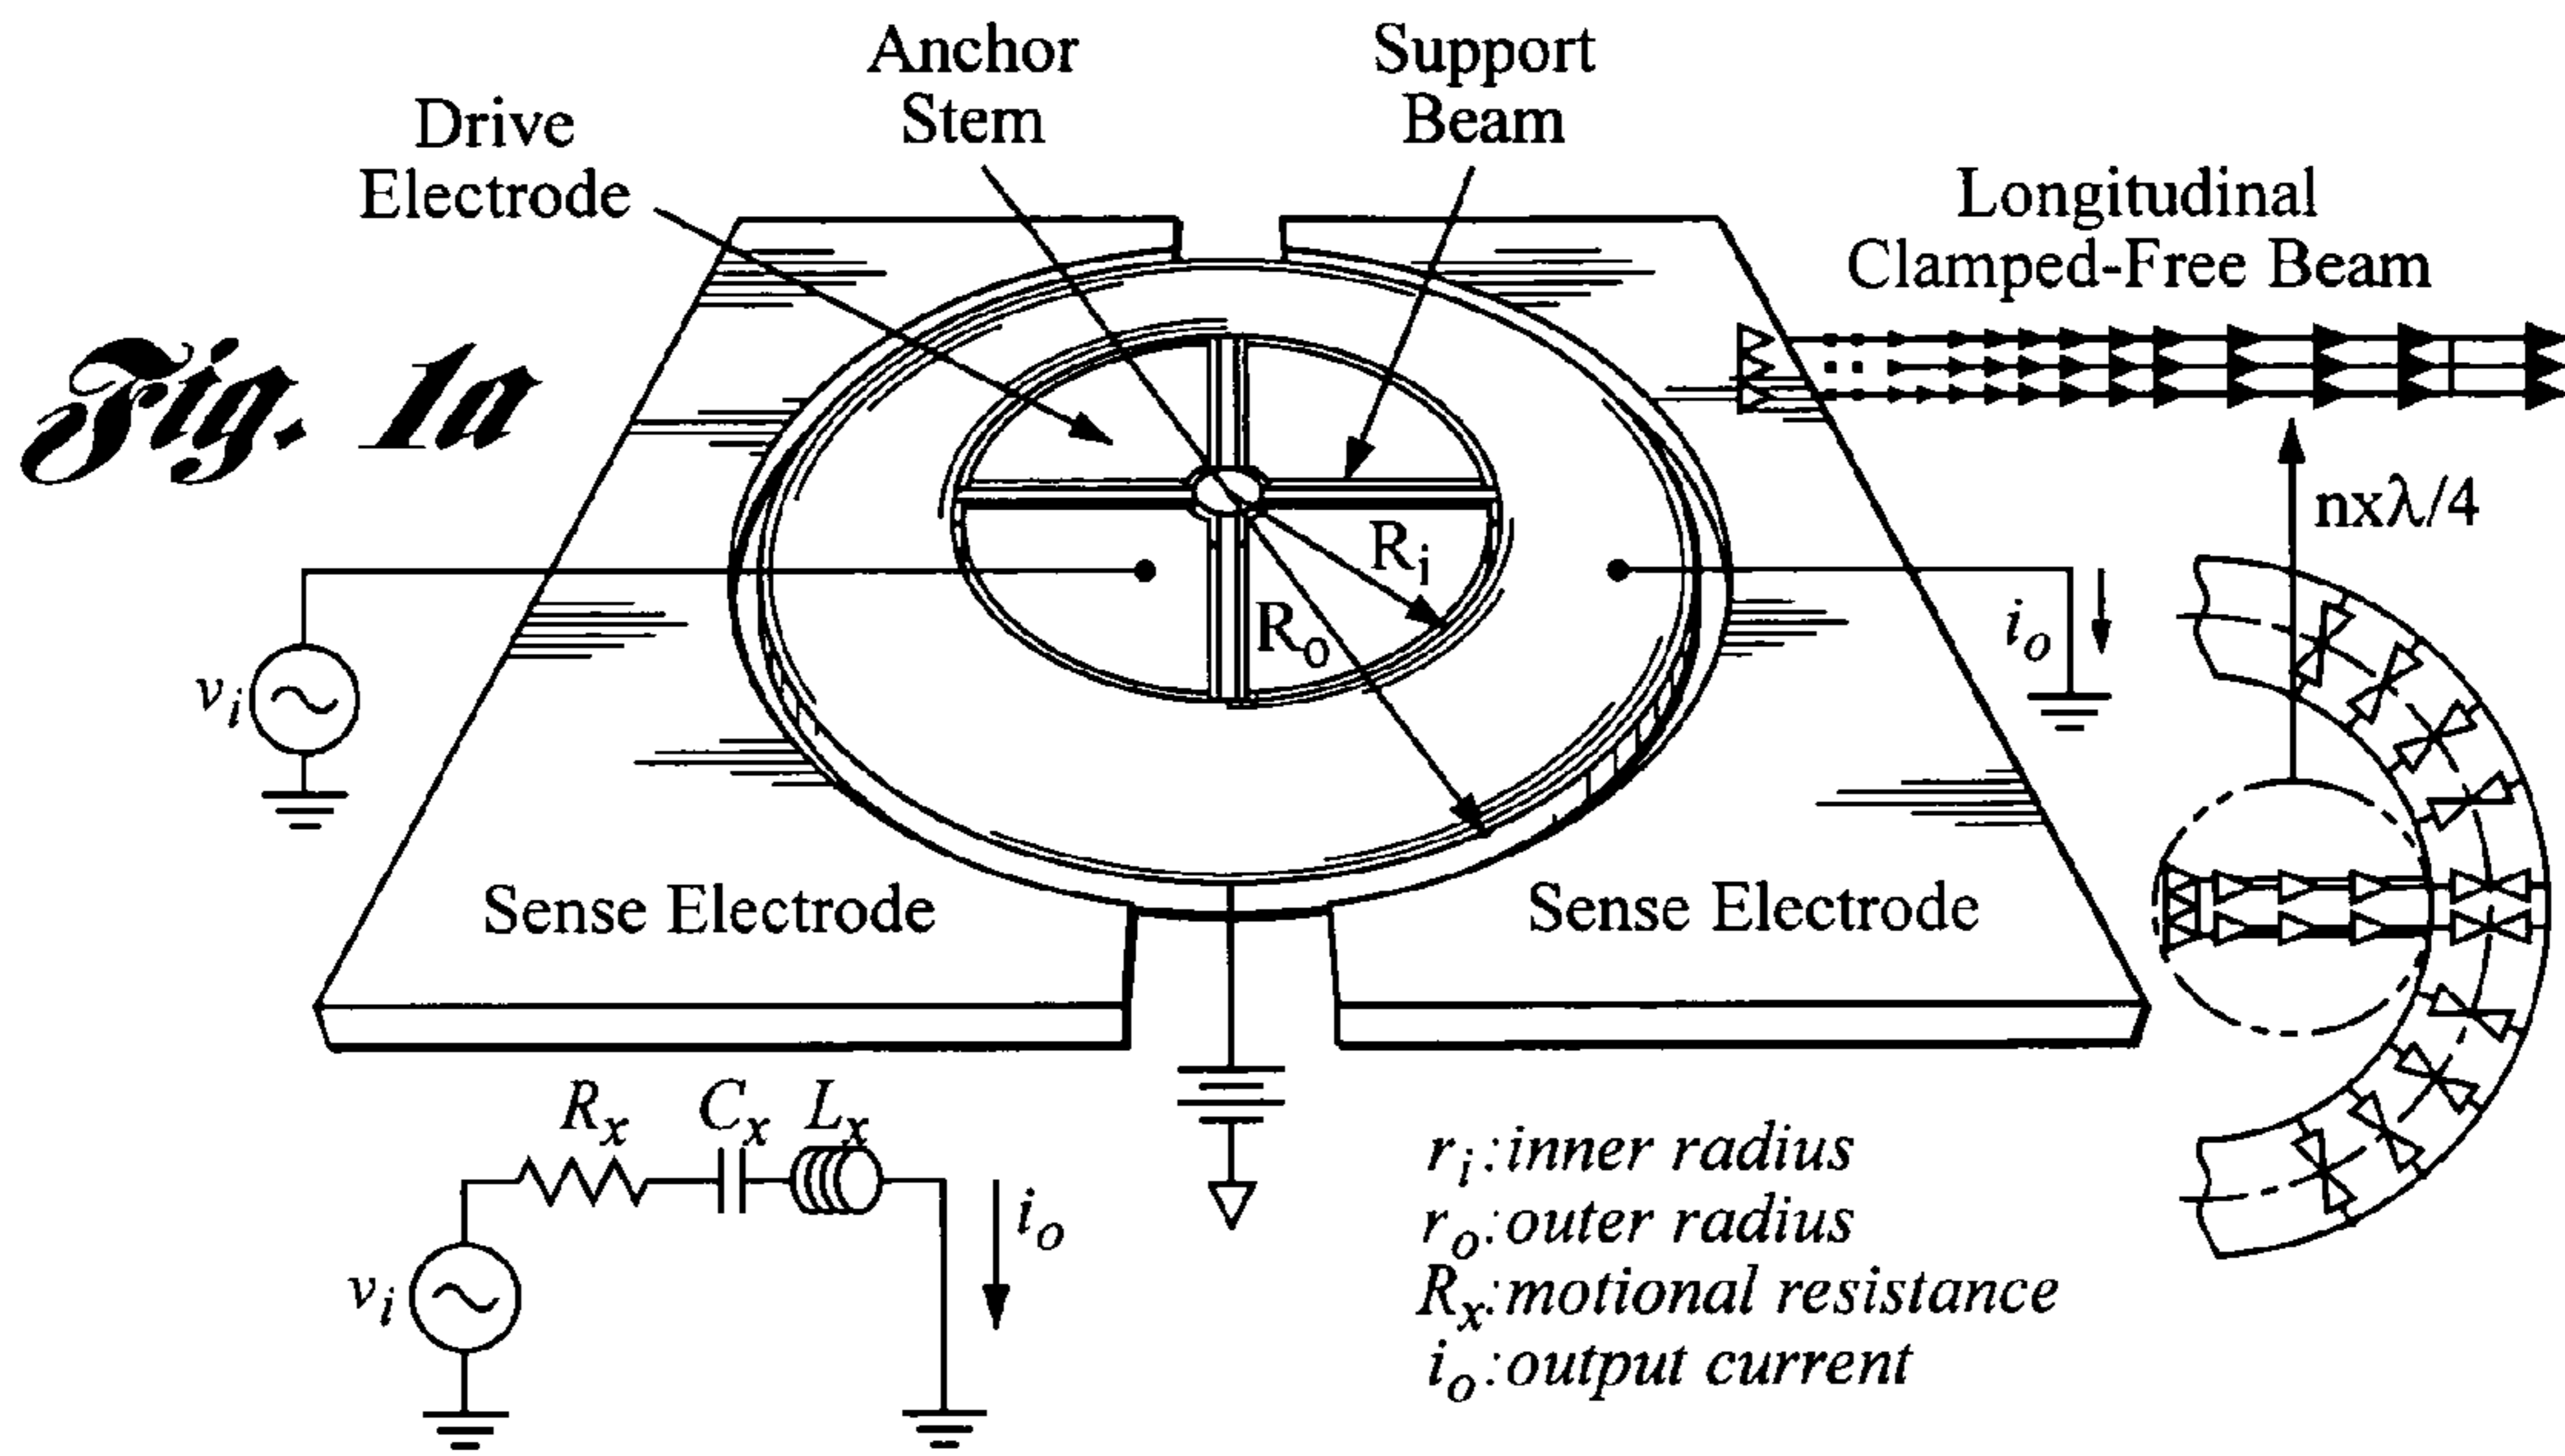 Anchor
Stem
Support
Beam
Drive
Electrode
Longitudinal
Clamped-Free Beam
Fig. 1a
nxλ/4
R_i
R_o
i_o
v_i
Sense Electrode
Sense Electrode
R_x C_x L_x
i_o
v_i
r_i:inner radius
r_o:outer radius
R_x:motional resistance
i_o:output current